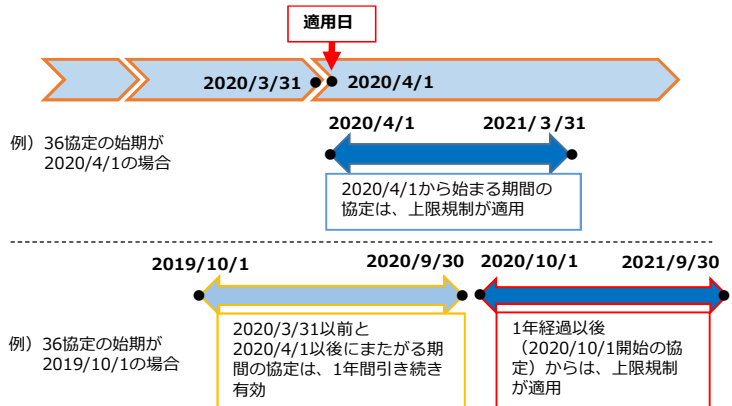 適用日
2020/3/31
2020/4/1
2020/4/1
2021/３/31
例）36協定の始期が
2020/4/1の場合
2020/4/1から始まる期間の
協定は、上限規制が適用
2019/10/1
2020/9/30
2020/10/1
2021/9/30
例）36協定の始期が
2019/10/1の場合
2020/3/31以前と
2020/4/1以後にまたがる期
間の協定は、1年間引き続き
有効
1年経過以後
（2020/10/1開始の協
定）からは、上限規制
が適用